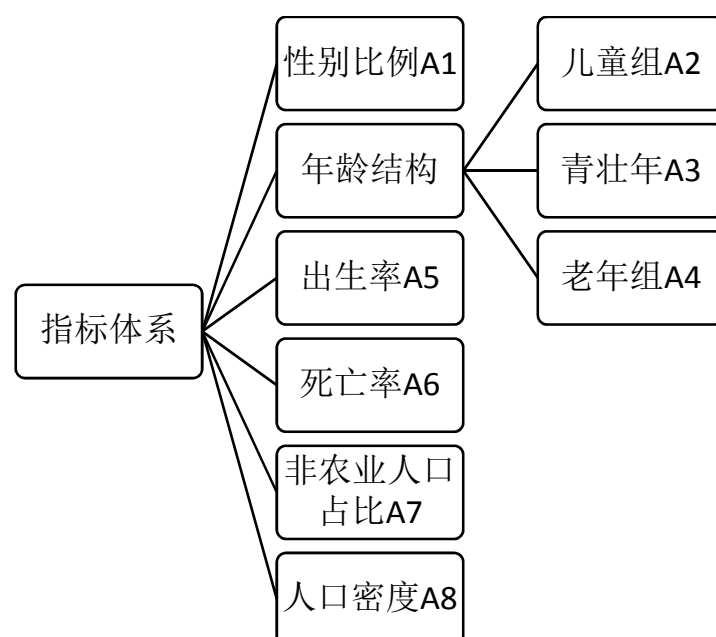 指标体系
性别比例A1
年龄结构
儿童组A2
青壮年A3
老年组A4
出生率A5
死亡率A6
非农业人口
占比A7
人口密度A8